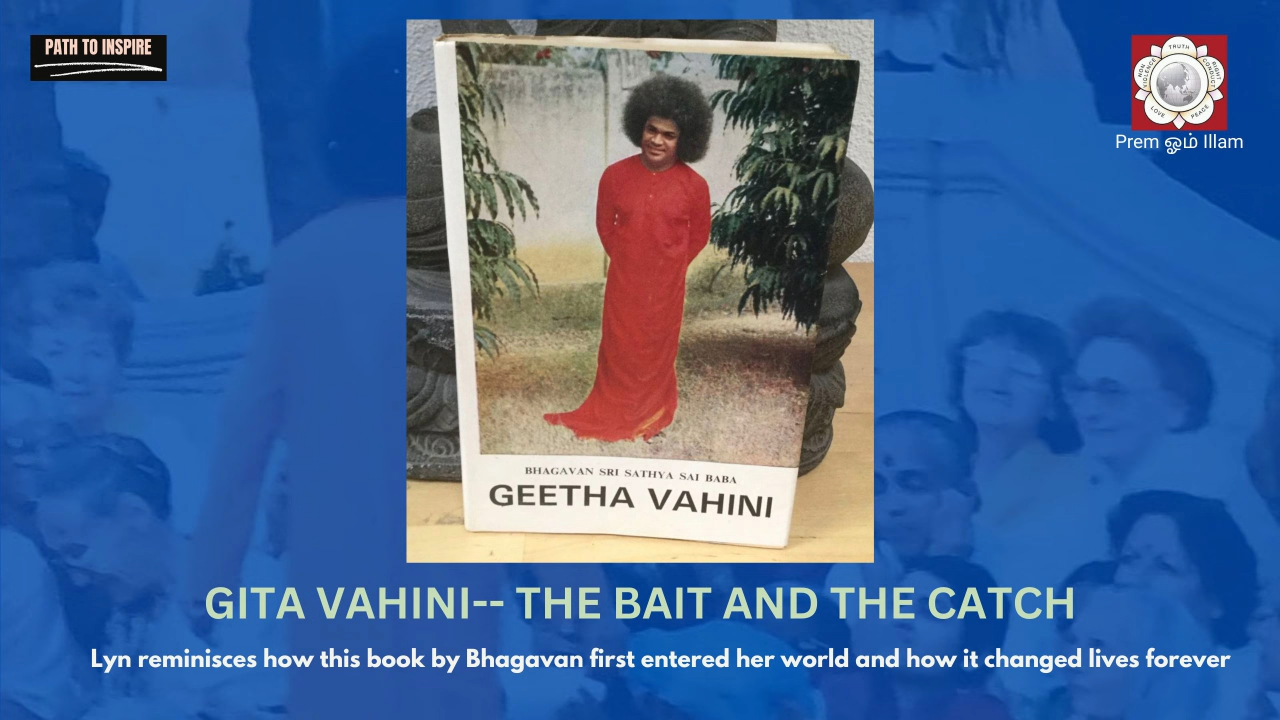 PATH TO INSPIRE
NON VIOLENCE
TRUTH
RIGHT CONDUCT
LOVE
PEACE
Prem ஓம் Illam
BHAGAVAN SRI SATHYA SAI BABA
GEETHA VAHINI
GITA VAHINI-- THE BAIT AND THE CATCH
Lyn reminisces how this book by Bhagavan first entered her world and how it changed lives forever